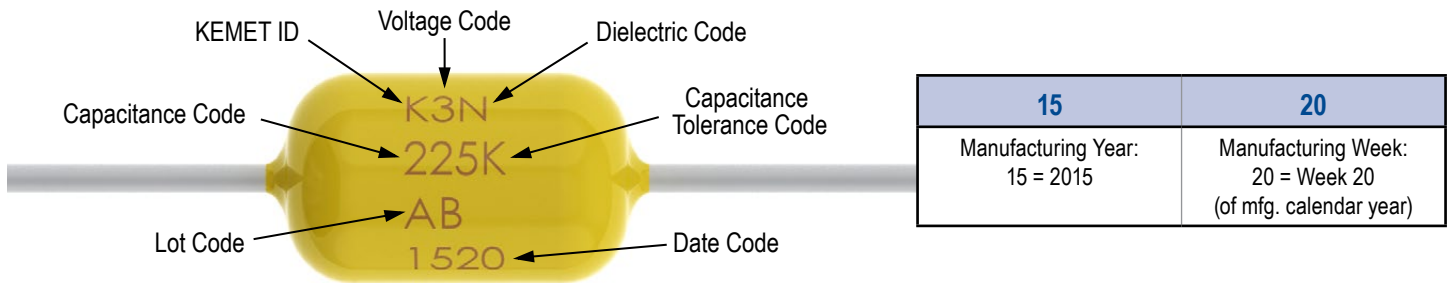 KEMET ID
Voltage Code
Dielectric Code
Capacitance Code
Capacitance
Tolerance Code
K3N
225K
AB
1520
Lot Code
Date Code
15
20
Manufacturing Year:
15 = 2015
Manufacturing Week:
20 = Week 20
(of mfg. calendar year)